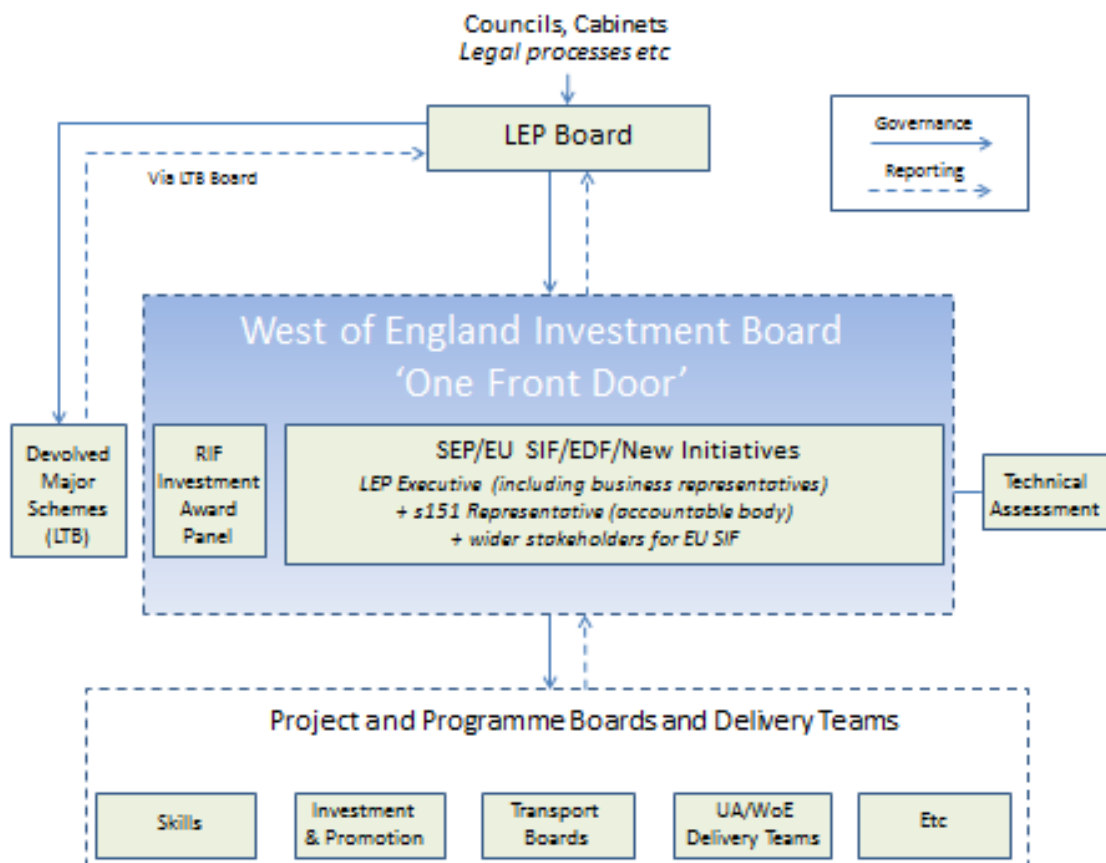 Councils, Cabinets
Legal processes etc
LEP Board
Governance
Reporting
Via LTB Board
West of England Investment Board
‘One Front Door’
Devolved
Major
Schemes
(LTB)
RIF
Investment
Award
Panel
SEP/EU SIF/EDF/New Initiatives
LEP Executive (including business representatives)
+ s151 Representative (accountable body)
+ wider stakeholders for EU SIF
Technical
Assessment
Project and Programme Boards and Delivery Teams
Skills
Investment
& Promotion
Transport
Boards
UA/WoE
Delivery Teams
Etc